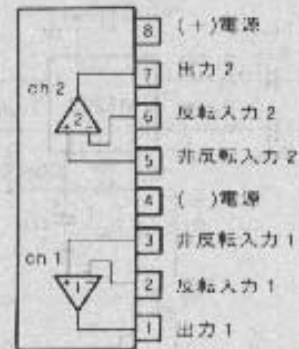 8 (+)電源
7 出力2
ch 2
2
6 反転入力2
5 非反転入力2
4 (-)電源
3 非反転入力1
ch 1
1
2 反転入力1
1 出力1